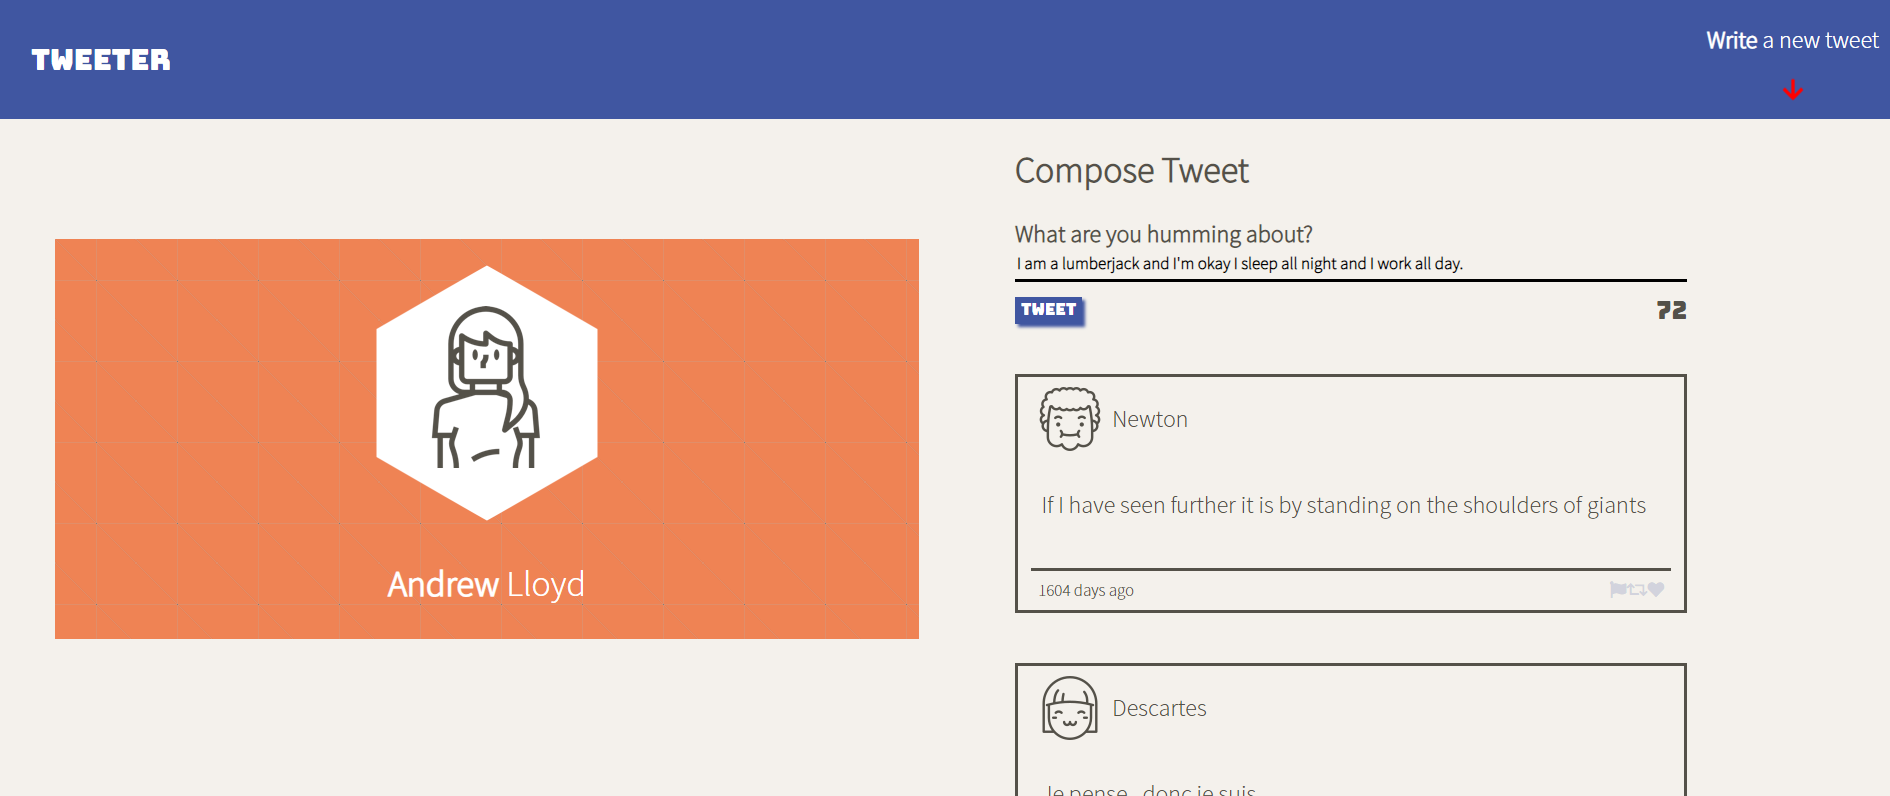 TWEETER
Write a new tweet
Andrew Lloyd
Compose Tweet
What are you humming about?
I am a lumberjack and I'm okay I sleep all night and I work all day.
TWEET
72
Newton
If I have seen further it is by standing on the shoulders of giants
1604 days ago
Descartes
Je pense , donc je suis